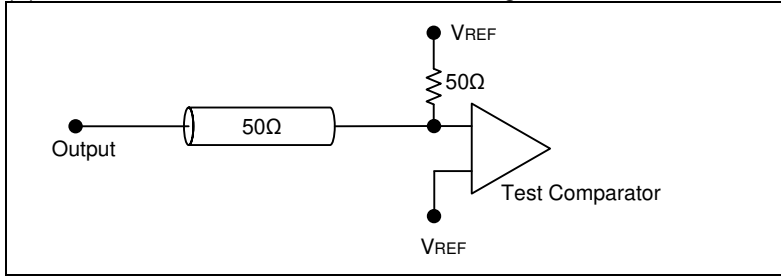 VREF
50Ω
50Ω
Output
Test Comparator
VREF